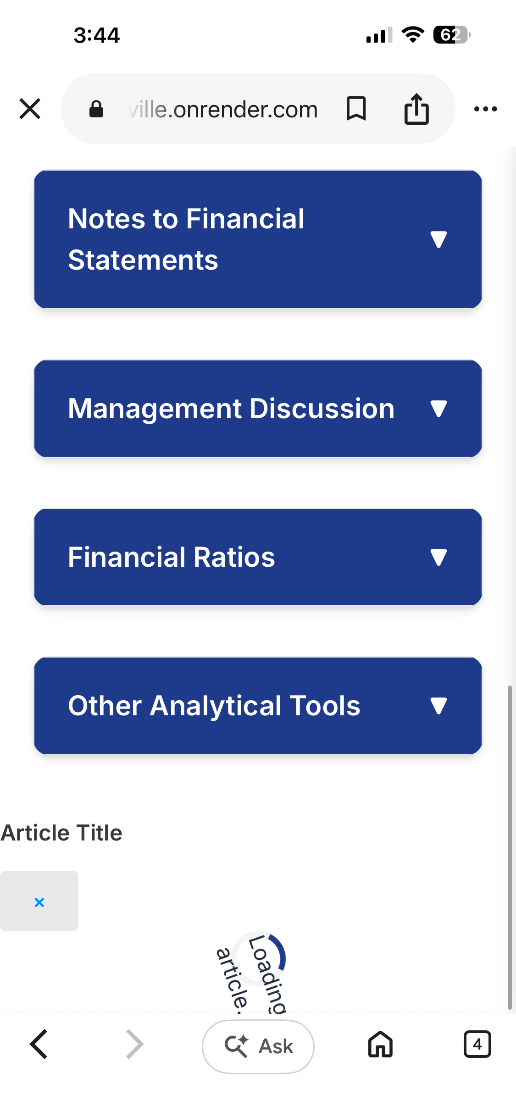 3:44
62
ville.onrender.com
Notes to Financial
Statements
Management Discussion
Financial Ratios
Other Analytical Tools
Article Title
×
Loading
article.
Ask
4